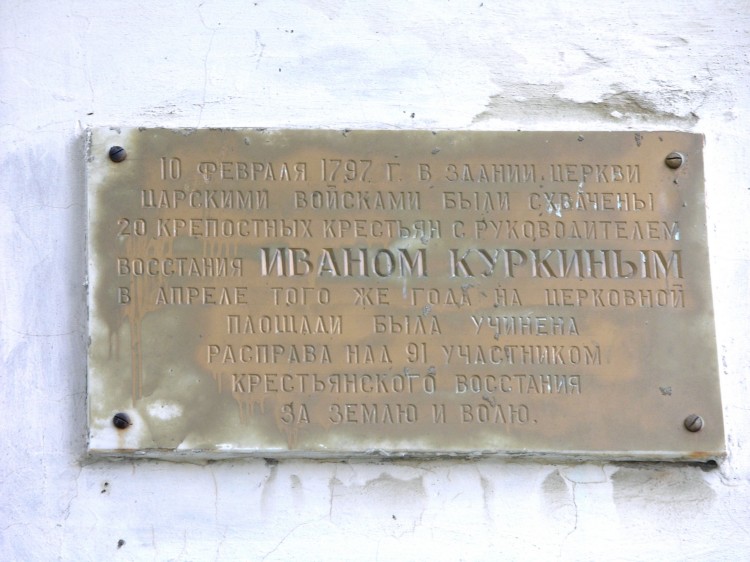 10 ФЕВРАЛЯ 1797 Г. В ЗДАНИИ ЦЕРКВИ
ЦАРСКИМИ ВОЙСКАМИ БЫЛИ СХВАЧЕНЫ
20 КРЕПОСТНЫХ КРЕСТЬЯН С РУКОВОДИТЕЛЕМ
ВОССТАНИЯ ИВАНОМ КУРКИНЫМ
В АПРЕЛЕ ТОГО ЖЕ ГОДА НА ЦЕРКОВНОЙ
ПЛОЩАДИ БЫЛА УЧИНЕНА
РАСПРАВА НАД 91 УЧАСТНИКОМ
КРЕСТЬЯНСКОГО ВОССТАНИЯ
ЗА ЗЕМЛЮ И ВОЛЮ.